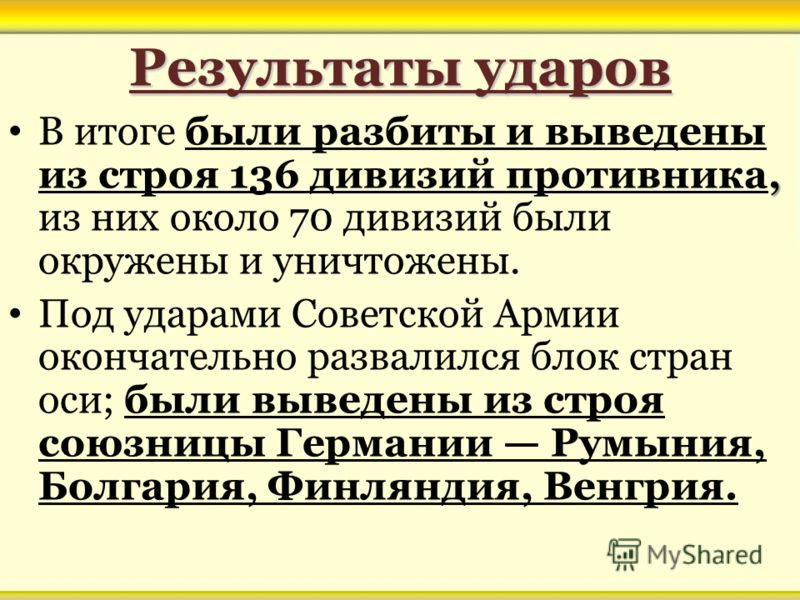 Результаты ударов
• В итоге были разбиты и выведены
из строя 136 дивизий противника,
из них около 70 дивизий были
окружены и уничтожены.
• Под ударами Советской Армии
окончательно развалился блок стран
оси; были выведены из строя
союзницы Германии — Румыния,
Болгария, Финляндия, Венгрия.
MyShared